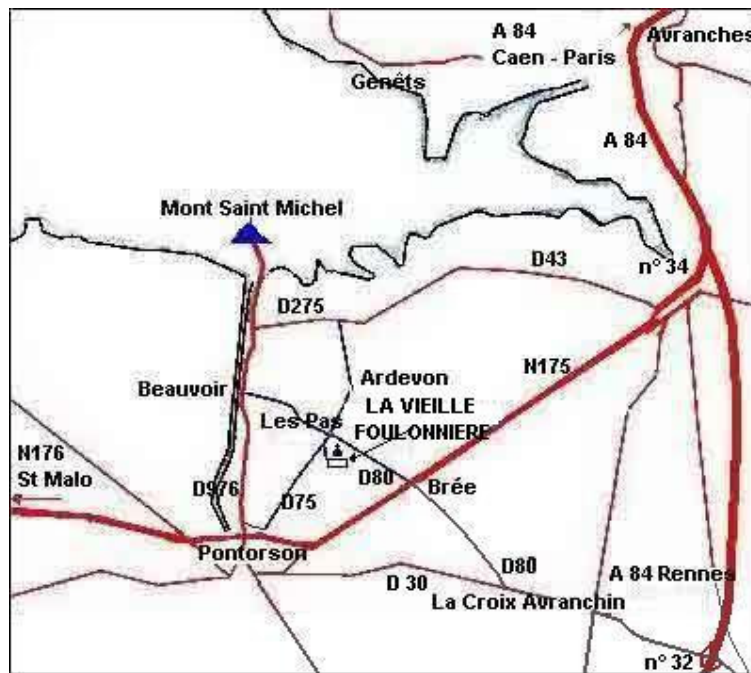 A 84
Avranches
Caen - Paris
Genêts
A 84
Mont Saint Michel
D43
n° 34
D275
N175
Beauvoir
Ardevon
LA VIEILLE
Les Pas
FOULONNIERE
N176
St Malo
D976
D75
D80
Brée
Pontorson
D80
D 30
A 84 Rennes
La Croix Avranchin
n° 32